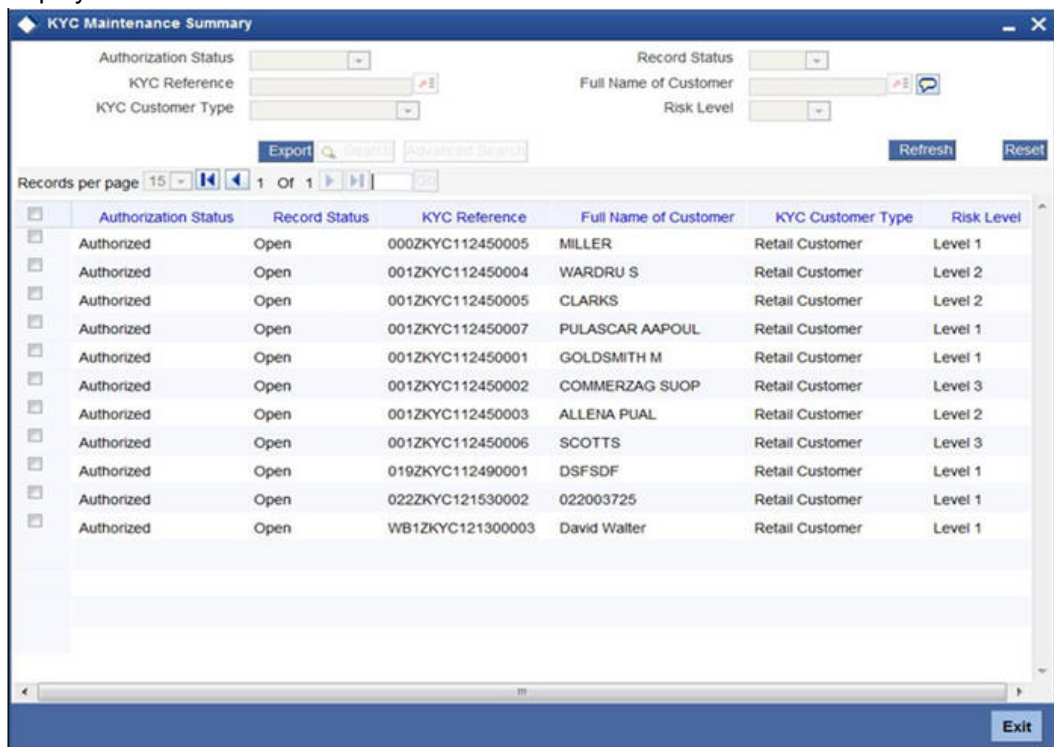 KYC Maintenance Summary
Authorization Status Record Status
KYC Reference Full Name of Customer
KYC Customer Type Risk Level
Export Search Advanced Search Refresh Reset
Records per page 15 1 Of 1 Go
Authorization Status Record Status KYC Reference Full Name of Customer KYC Customer Type Risk Level
Authorized Open 000ZKYC112450005 MILLER Retail Customer Level 1
Authorized Open 001ZKYC112450004 WARDRU S Retail Customer Level 2
Authorized Open 001ZKYC112450005 CLARKS Retail Customer Level 2
Authorized Open 001ZKYC112450007 PULASCAR AAPOUL Retail Customer Level 1
Authorized Open 001ZKYC112450001 GOLDSMITH M Retail Customer Level 1
Authorized Open 001ZKYC112450002 COMMERZAG SUOP Retail Customer Level 3
Authorized Open 001ZKYC112450003 ALLENA PUAL Retail Customer Level 2
Authorized Open 001ZKYC112450006 SCOTTS Retail Customer Level 3
Authorized Open 019ZKYC112490001 DSFSDF Retail Customer Level 1
Authorized Open 022ZKYC121530002 022003725 Retail Customer Level 1
Authorized Open WB1ZKYC121300003 David Walter Retail Customer Level 1
Exit